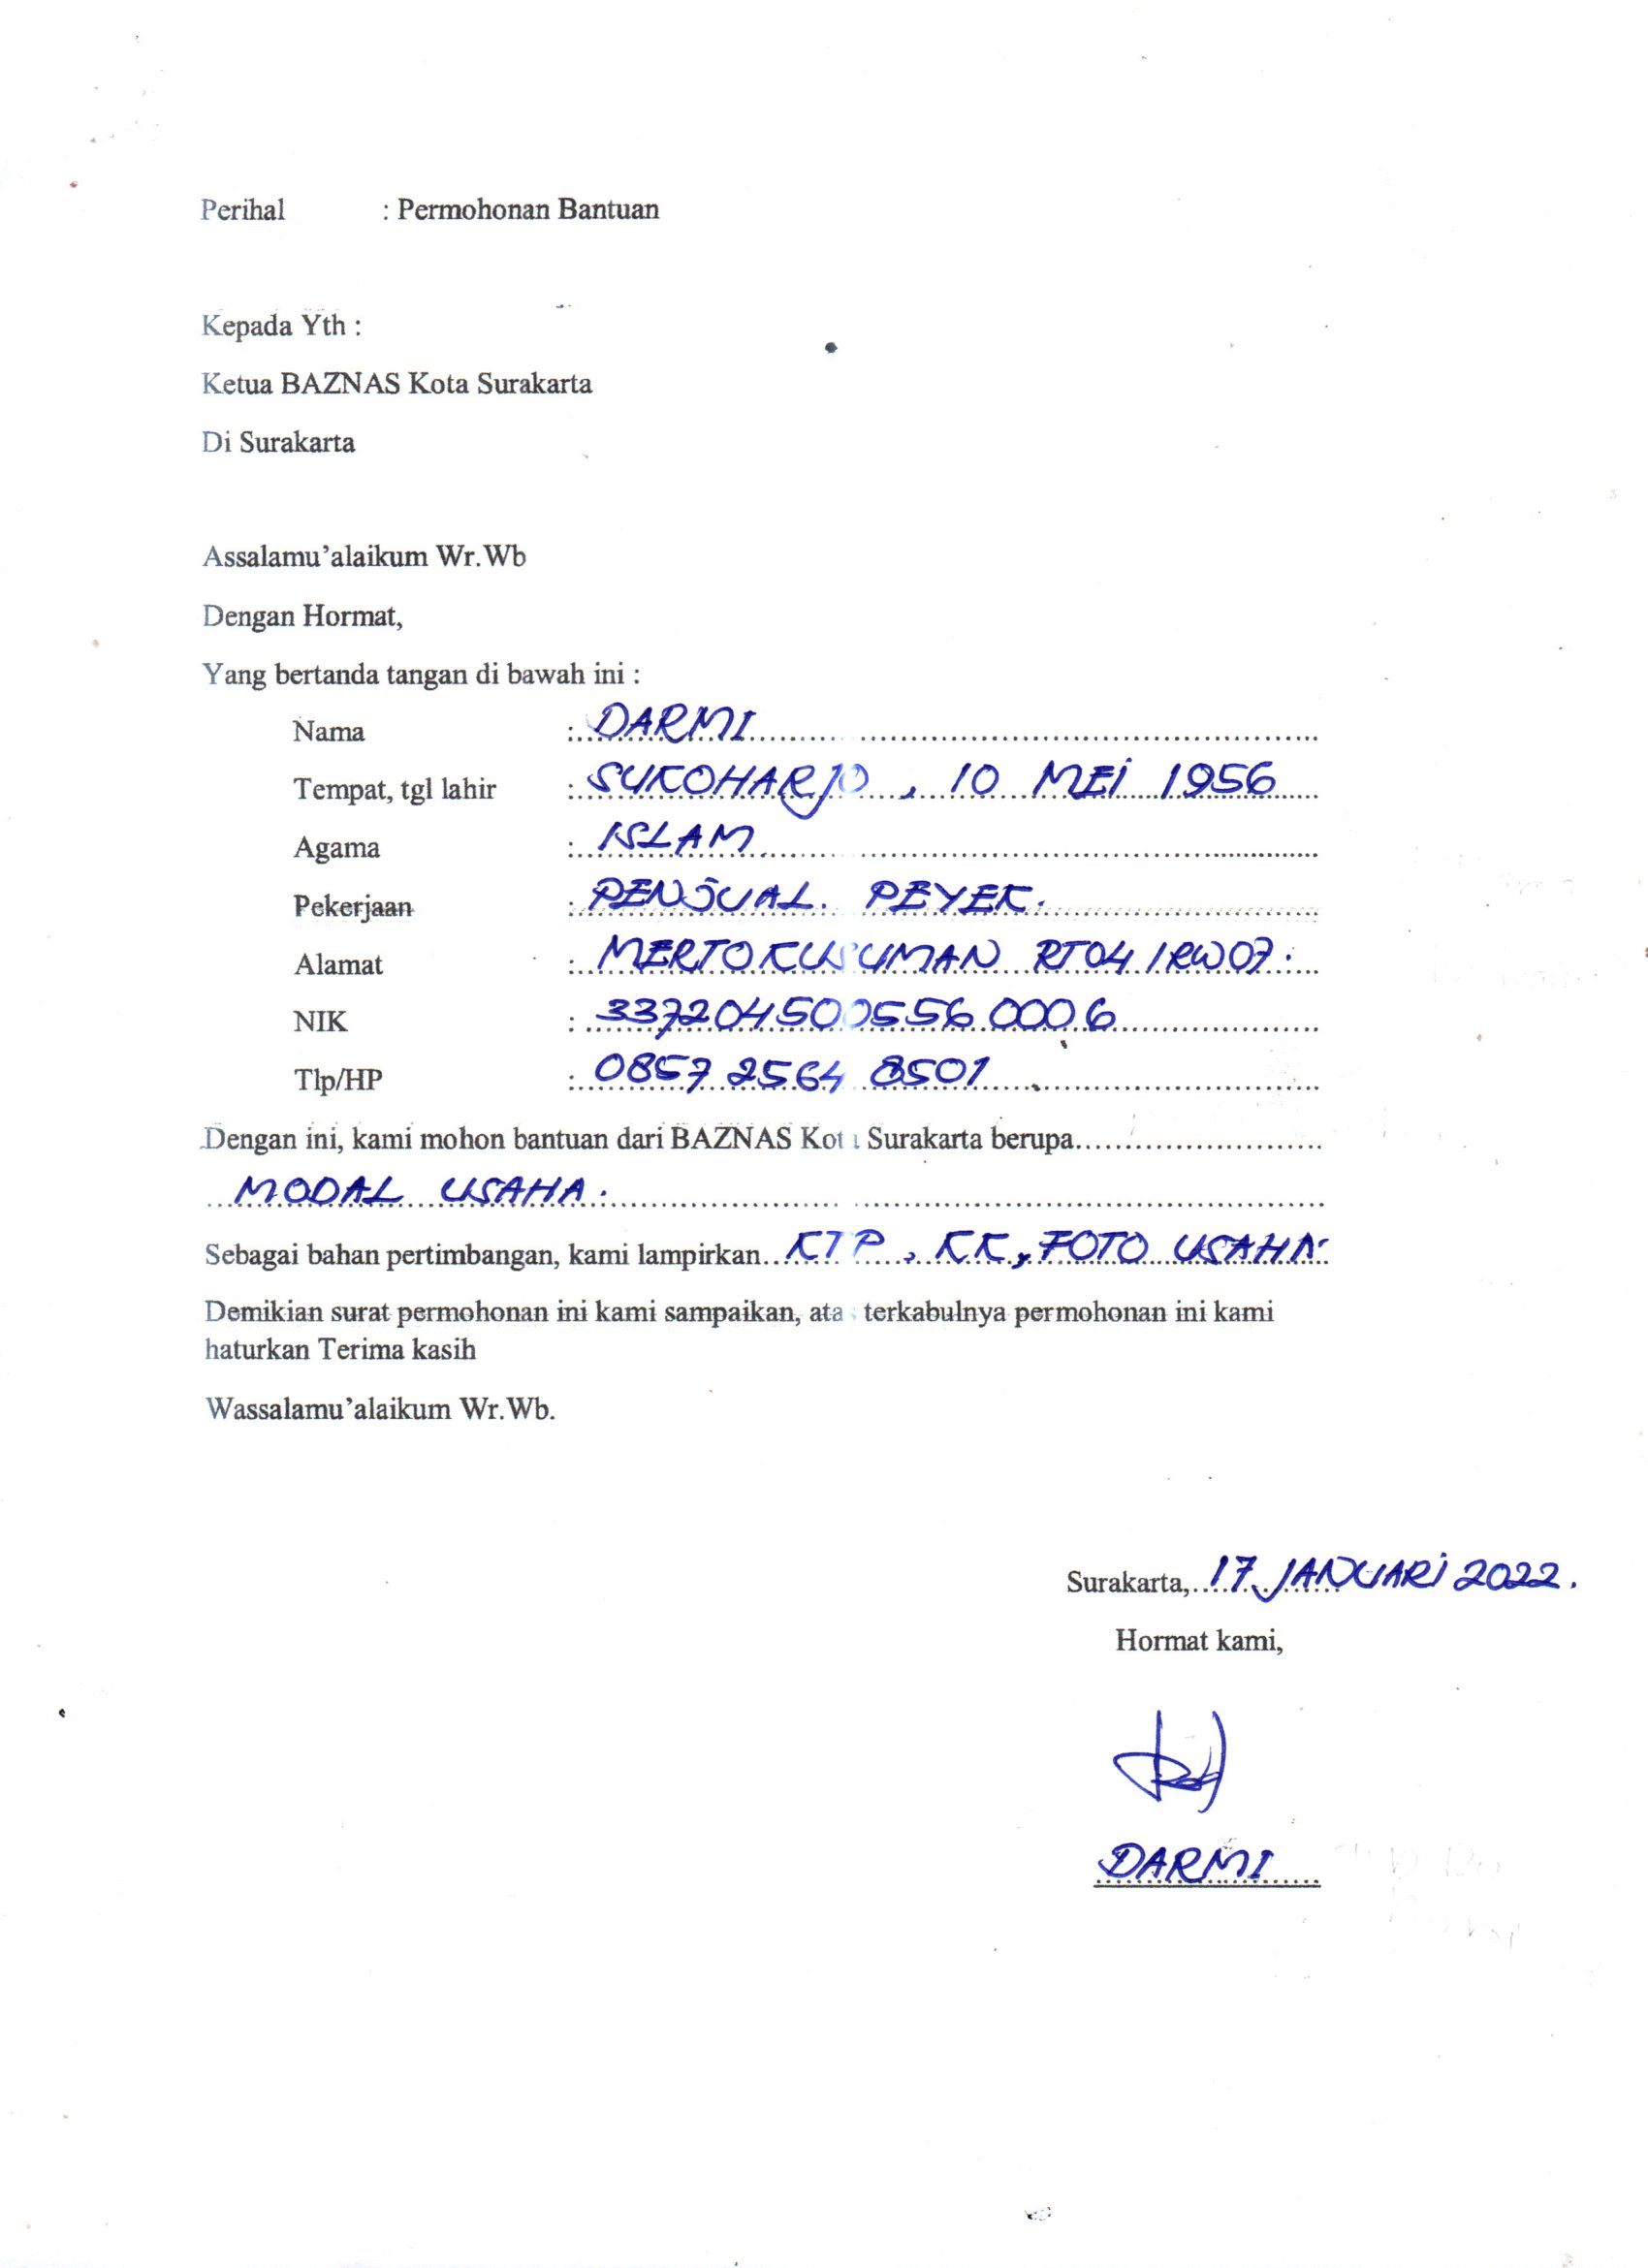 Perihal : Permohonan Bantuan
Kepada Yth :
Ketua BAZNAS Kota Surakarta
Di Surakarta
Assalamu’alaikum Wr.Wb
Dengan Hormat,
Yang bertanda tangan di bawah ini :
Nama : DARMI
Tempat, tgl lahir : SUKOHARJO , 10 MEI 1956
Agama : ISLAM
Pekerjaan : PENJUAL PEYEK.
Alamat : MERTOKUSUMAN RT04/RW07.
NIK : 3372045005560006
Tlp/HP : 0857 2564 8501
Dengan ini, kami mohon bantuan dari BAZNAS Kota Surakarta berupa........................
MODAL USAHA.
Sebagai bahan pertimbangan, kami lampirkan KTP, KK, FOTO USAHA
Demikian surat permohonan ini kami sampaikan, atas terkabulnya permohonan ini kami
haturkan Terima kasih
Wassalamu’alaikum Wr.Wb.
Surakarta, 17 JANUARI 2022.
Hormat kami,
DARMI